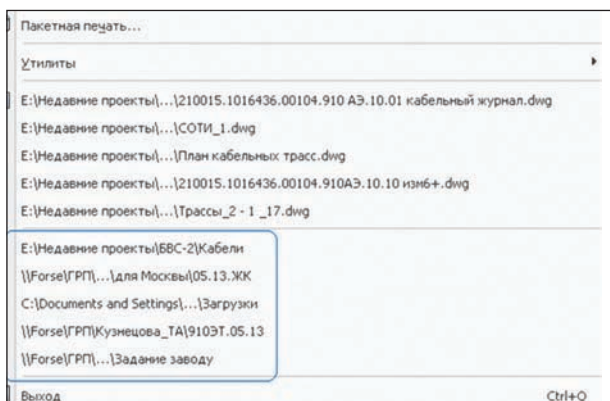 Пакетная печать...
Утилиты
E:\Недавние проекты\...\210015.1016436.00104.910 АЭ.10.01 кабельный журнал.dwg
E:\Недавние проекты\...\СОТИ_1.dwg
E:\Недавние проекты\...\План кабельных трасс.dwg
E:\Недавние проекты\...\210015.1016436.00104.910АЭ.10.10 изм6+.dwg
E:\Недавние проекты\...\Трассы_2 - 1 _17.dwg
E:\Недавние проекты\БВС-2\Кабели
\\Forse\ГРП\...\для Москвы\05.13.ЖК
C:\Documents and Settings\...\Загрузки
\\Forse\ГРП\Кузнецова_ТА\910ЭТ.05.13
\\Forse\ГРП\...\Задание заводу
Выход Ctrl+Q